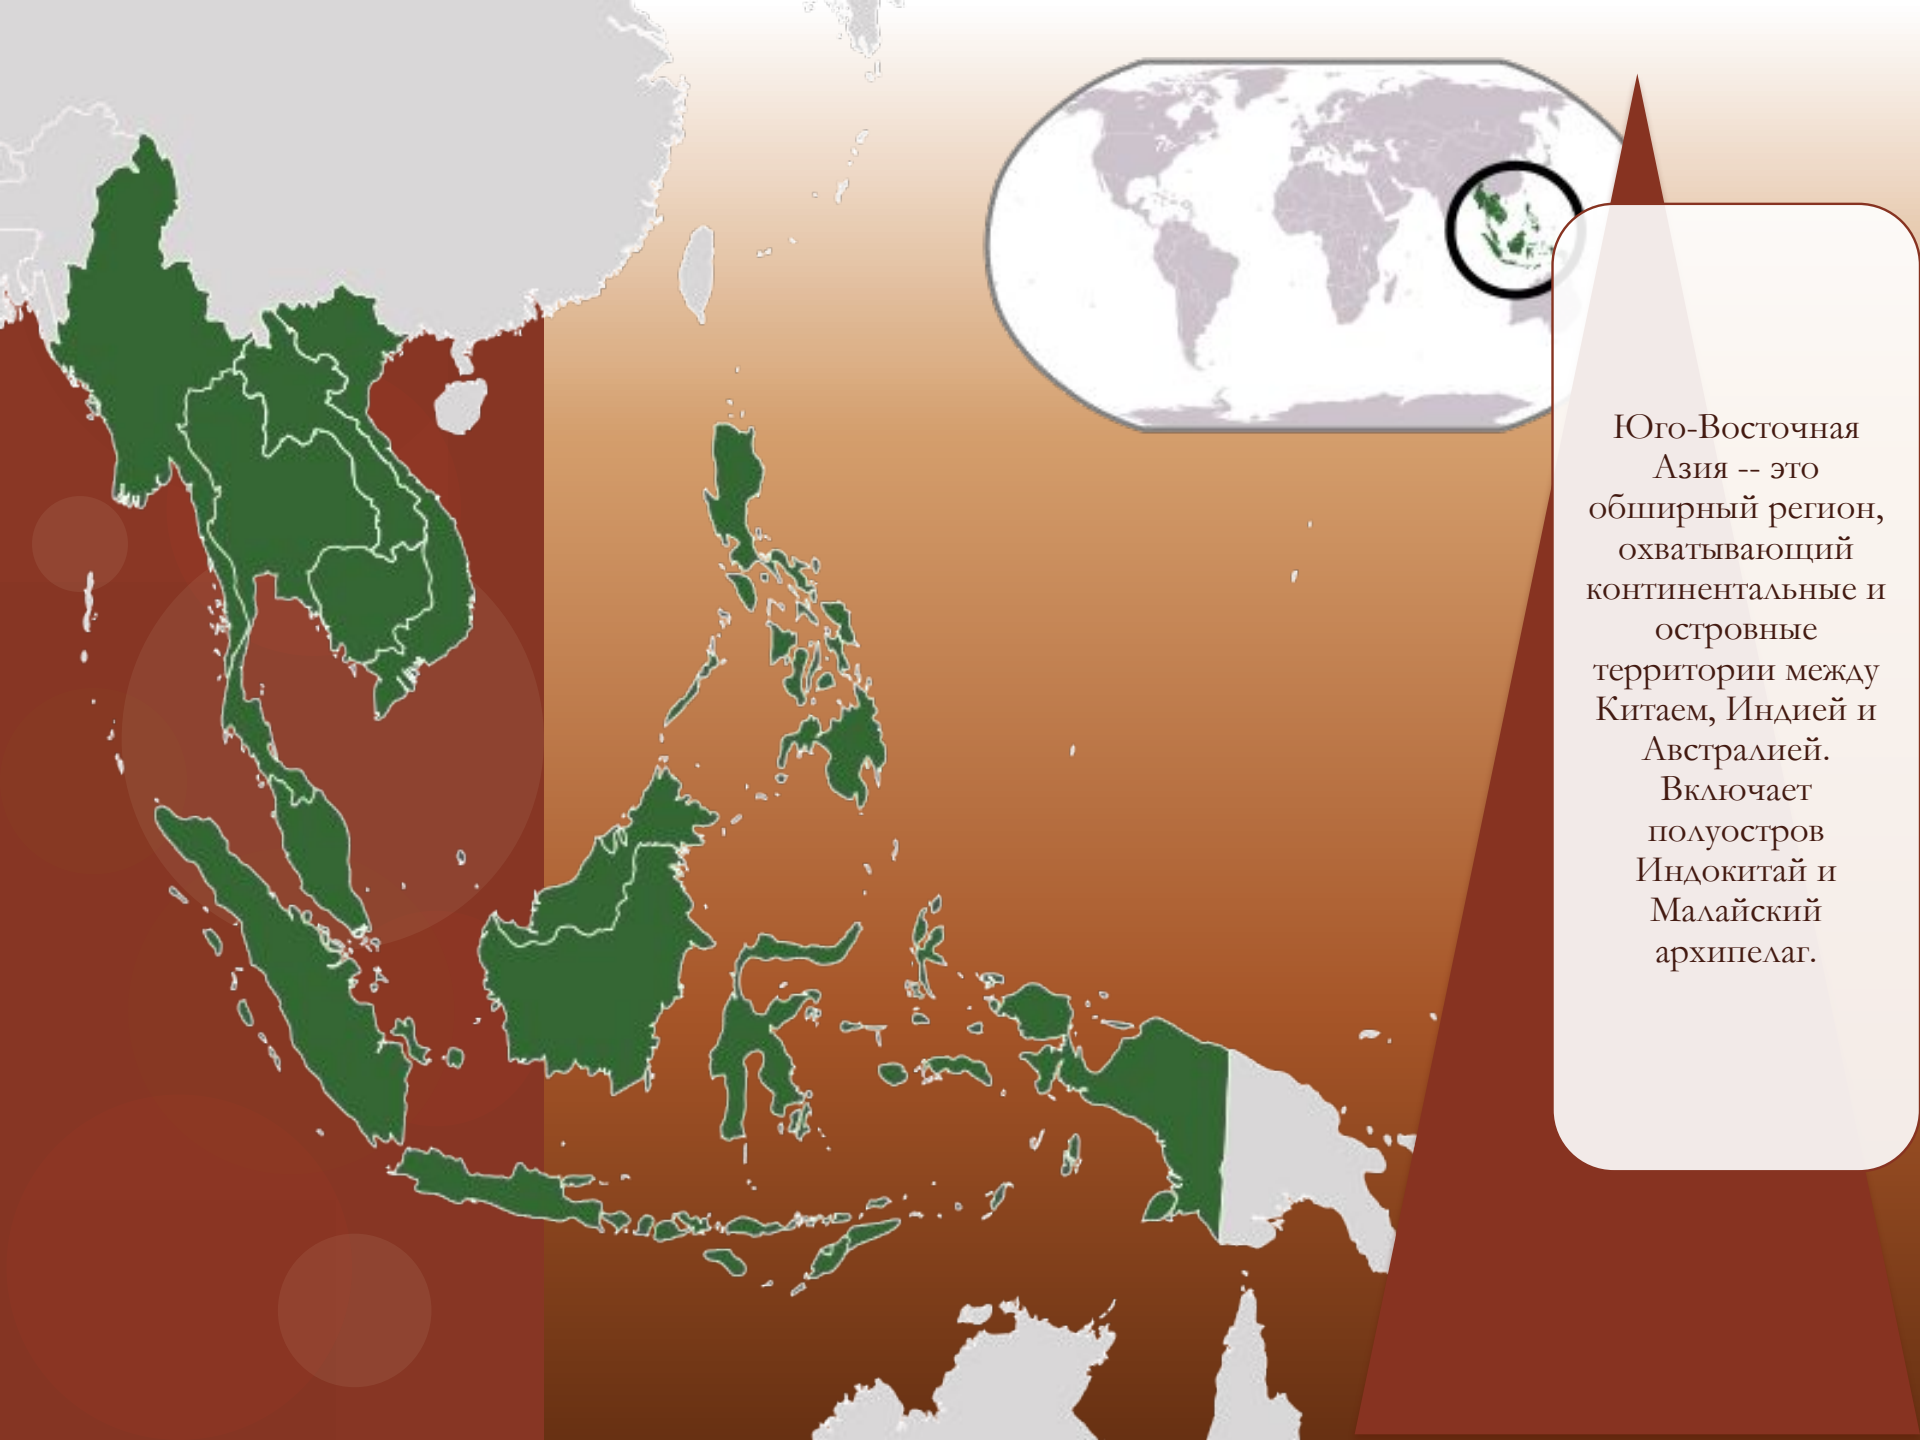 Юго-Восточная
Азия -- это
обширный регион,
охватывающий
континентальные и
островные
территории между
Китаем, Индией и
Австралией.
Включает
полуостров
Индокитай и
Малайский
архипелаг.